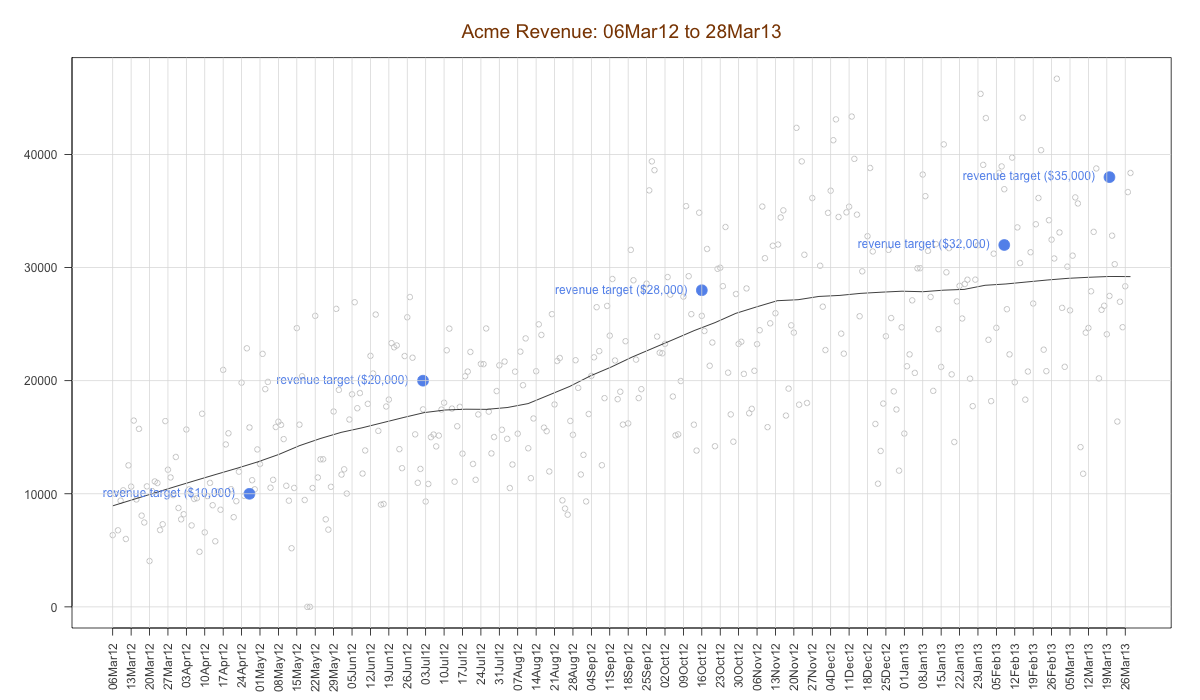 Acme Revenue: 06Mar12 to 28Mar13
40000
revenue target ($35,000)
revenue target ($32,000)
30000
revenue target ($28,000)
20000
revenue target ($20,000)
10000
revenue target ($10,000)
0
06Mar12
13Mar12
20Mar12
27Mar12
03Apr12
10Apr12
17Apr12
24Apr12
01May12
08May12
15May12
22May12
29May12
05Jun12
12Jun12
19Jun12
26Jun12
03Jul12
10Jul12
17Jul12
24Jul12
31Jul12
07Aug12
14Aug12
21Aug12
28Aug12
04Sep12
11Sep12
18Sep12
25Sep12
02Oct12
09Oct12
16Oct12
23Oct12
30Oct12
06Nov12
13Nov12
20Nov12
27Nov12
04Dec12
11Dec12
18Dec12
25Dec12
01Jan13
08Jan13
15Jan13
22Jan13
29Jan13
05Feb13
12Feb13
19Feb13
26Feb13
05Mar13
12Mar13
19Mar13
26Mar13